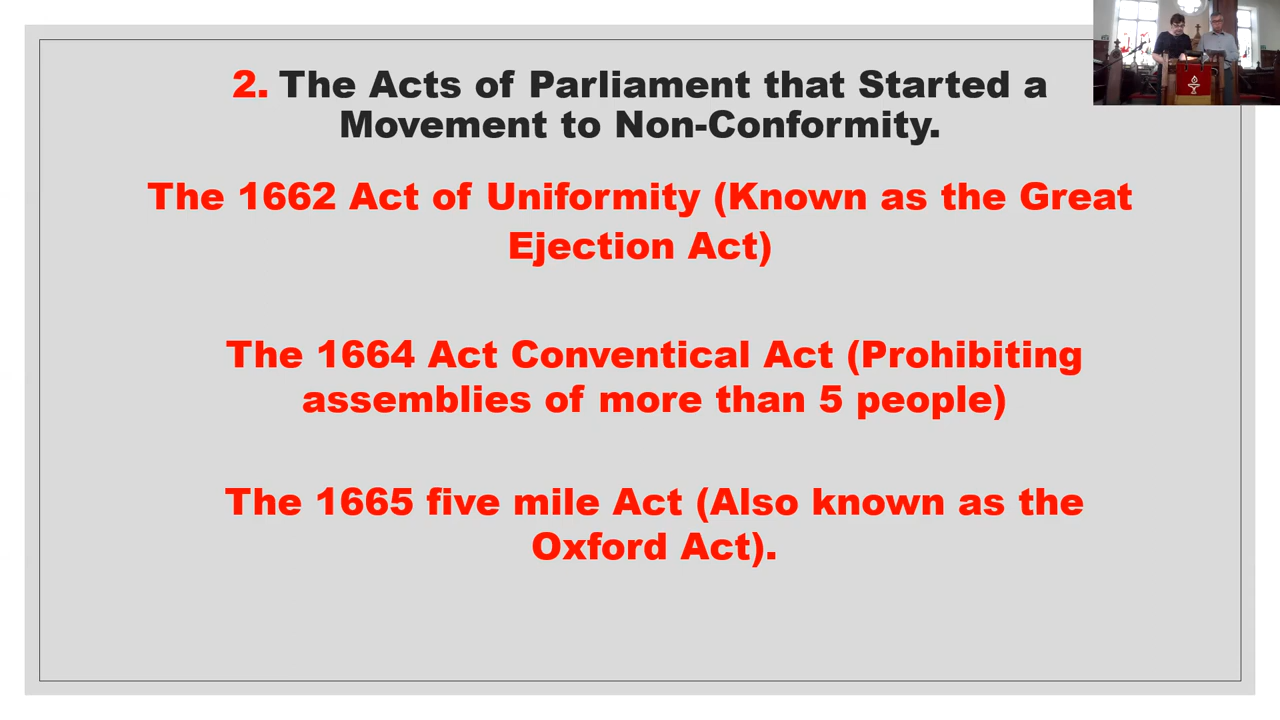 2. The Acts of Parliament that Started a
Movement to Non-Conformity.
The 1662 Act of Uniformity (Known as the Great
Ejection Act)
The 1664 Act Conventical Act (Prohibiting
assemblies of more than 5 people)
The 1665 five mile Act (Also known as the
Oxford Act).